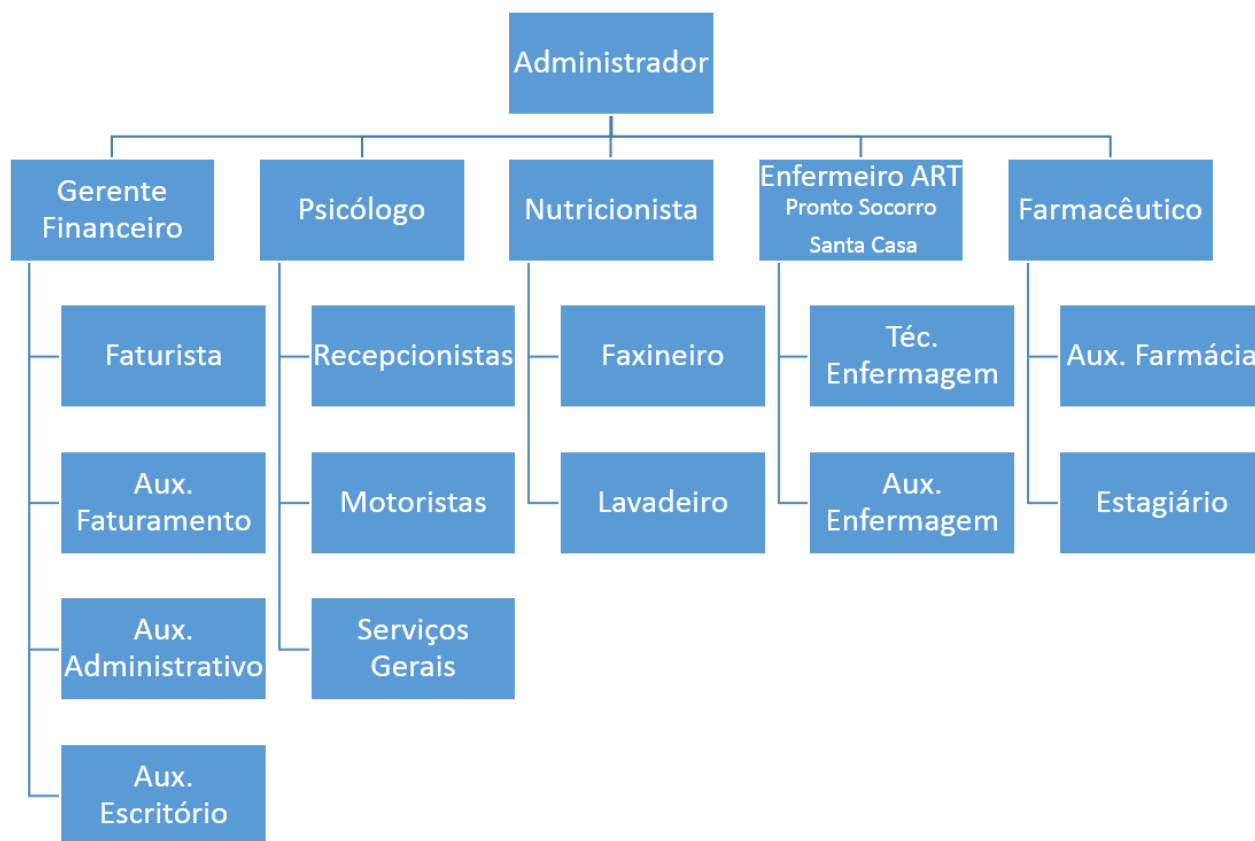 Administrador
Gerente
Financeiro
Psicólogo
Nutricionista
Enfermeiro ART
Pronto Socorro
Santa Casa
Farmacêutico
Faturista
Recepcionistas
Faxineiro
Téc.
Enfermagem
Aux. Farmácia
Aux.
Faturamento
Motoristas
Lavadeiro
Aux.
Enfermagem
Estagiário
Aux.
Administrativo
Serviços
Gerais
Aux.
Escritório